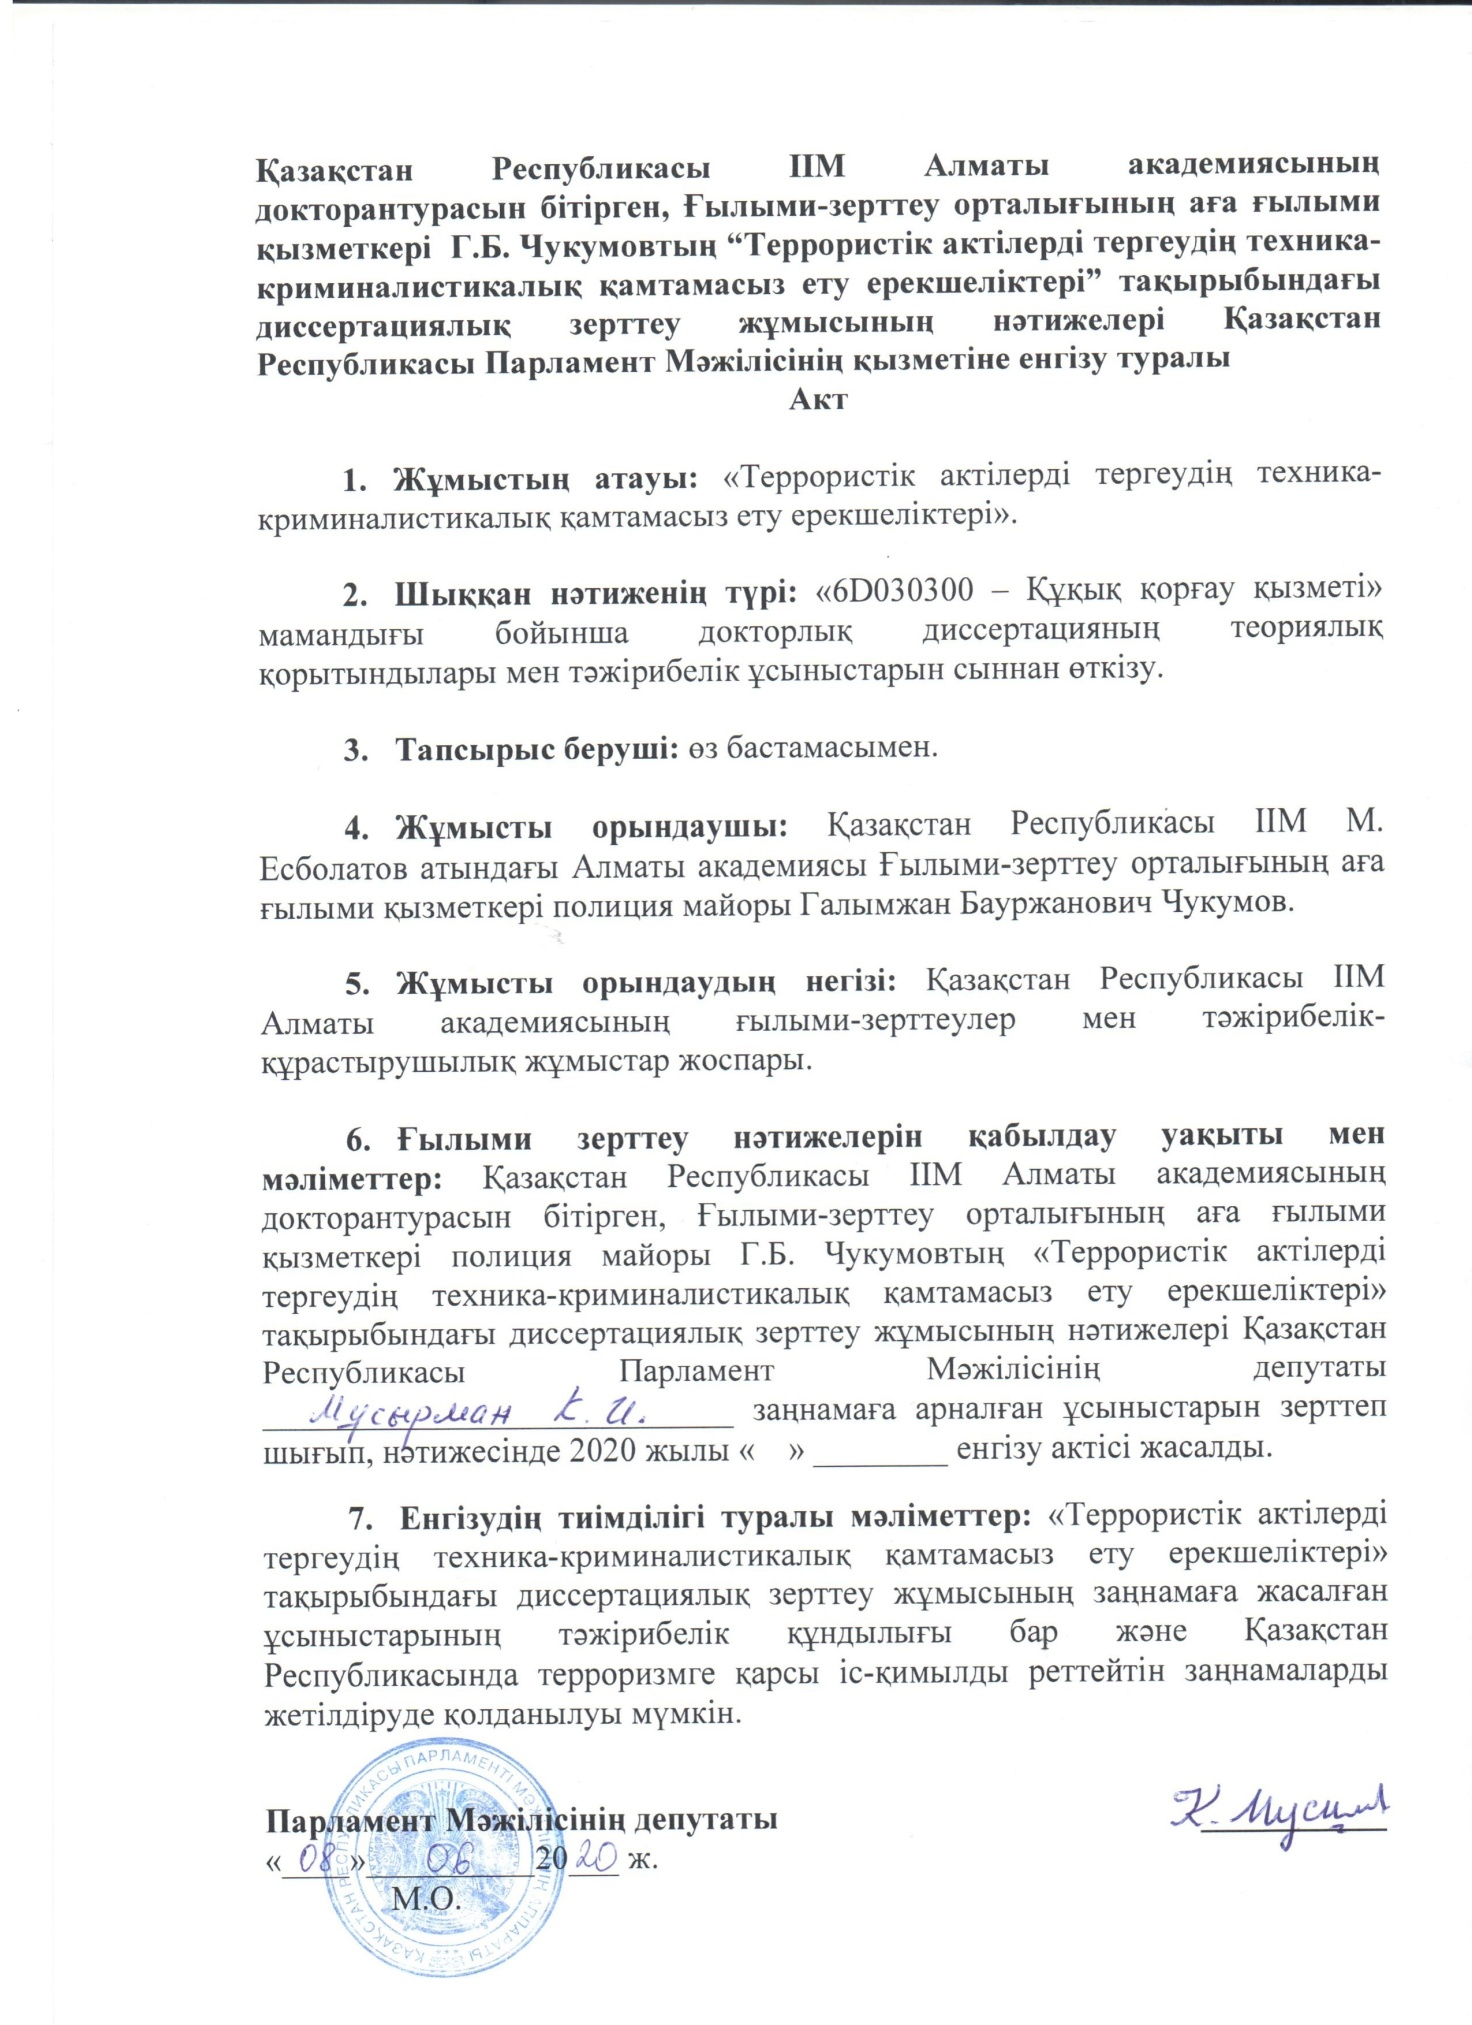 Қазақстан Республикасы ІІМ Алматы академиясының
докторантурасын бітірген, Ғылыми-зерттеу орталығының аға ғылыми
қызметкері Г.Б. Чукумовтың “Террористік актілерді тергеудің техника-
криминалистикалық қамтамасыз ету ерекшеліктері” тақырыбындағы
диссертациялық зерттеу жұмысының нәтижелері Қазақстан
Республикасы Парламент Мәжілісінің қызметіне енгізу туралы
Акт
1. Жұмыстың атауы: «Террористік актілерді тергеудің техника-
криминалистикалық қамтамасыз ету ерекшеліктері».
2. Шыққан нәтиженің түрі: «6D030300 – Құқық қорғау қызметі»
мамандығы бойынша докторлық диссертацияның теориялық
қорытындылары мен тәжірибелік ұсыныстарын сыннан өткізу.
3. Тапсырыс беруші: өз бастамасымен.
4. Жұмысты орындаушы: Қазақстан Республикасы ІІМ М.
Есболатов атындағы Алматы академиясы Ғылыми-зерттеу орталығының аға
ғылыми қызметкері полиция майоры Галымжан Бауржанович Чукумов.
5. Жұмысты орындаудың негізі: Қазақстан Республикасы ІІМ
Алматы академиясының ғылыми-зерттеулер мен тәжірибелік-
құрастырушылық жұмыстар жоспары.
6. Ғылыми зерттеу нәтижелерін қабылдау уақыты мен
мәліметтер: Қазақстан Республикасы ІІМ Алматы академиясының
докторантурасын бітірген, Ғылыми-зерттеу орталығының аға ғылыми
қызметкері полиция майоры Г.Б. Чукумовтың «Террористік актілерді
тергеудің техника-криминалистикалық қамтамасыз ету ерекшеліктері»
тақырыбындағы диссертациялық зерттеу жұмысының нәтижелері Қазақстан
Республикасы Парламент Мәжілісінің депутаты
Мусырман К. И. заңнамаға арналған ұсыныстарын зерттеп
шығып, нәтижесінде 2020 жылы « » ________ енгізу актісі жасалды.
7. Енгізудің тиімділігі туралы мәліметтер: «Террористік актілерді
тергеудің техника-криминалистикалық қамтамасыз ету ерекшеліктері»
тақырыбындағы диссертациялық зерттеу жұмысының заңнамаға жасалған
ұсыныстарының тәжірибелік құндылығы бар және Қазақстан
Республикасында терроризмге қарсы іс-қимылды реттейтін заңнамаларды
жетілдіруде қолданылуы мүмкін.
Парламент Мәжілісінің депутаты
« 08 » 06 2020 ж.
М.О.
ҚАЗАҚСТАН РЕСПУБЛИКАСЫ ПАРЛАМЕНТІ МӘЖІЛІСІНІҢ АППАРАТЫ